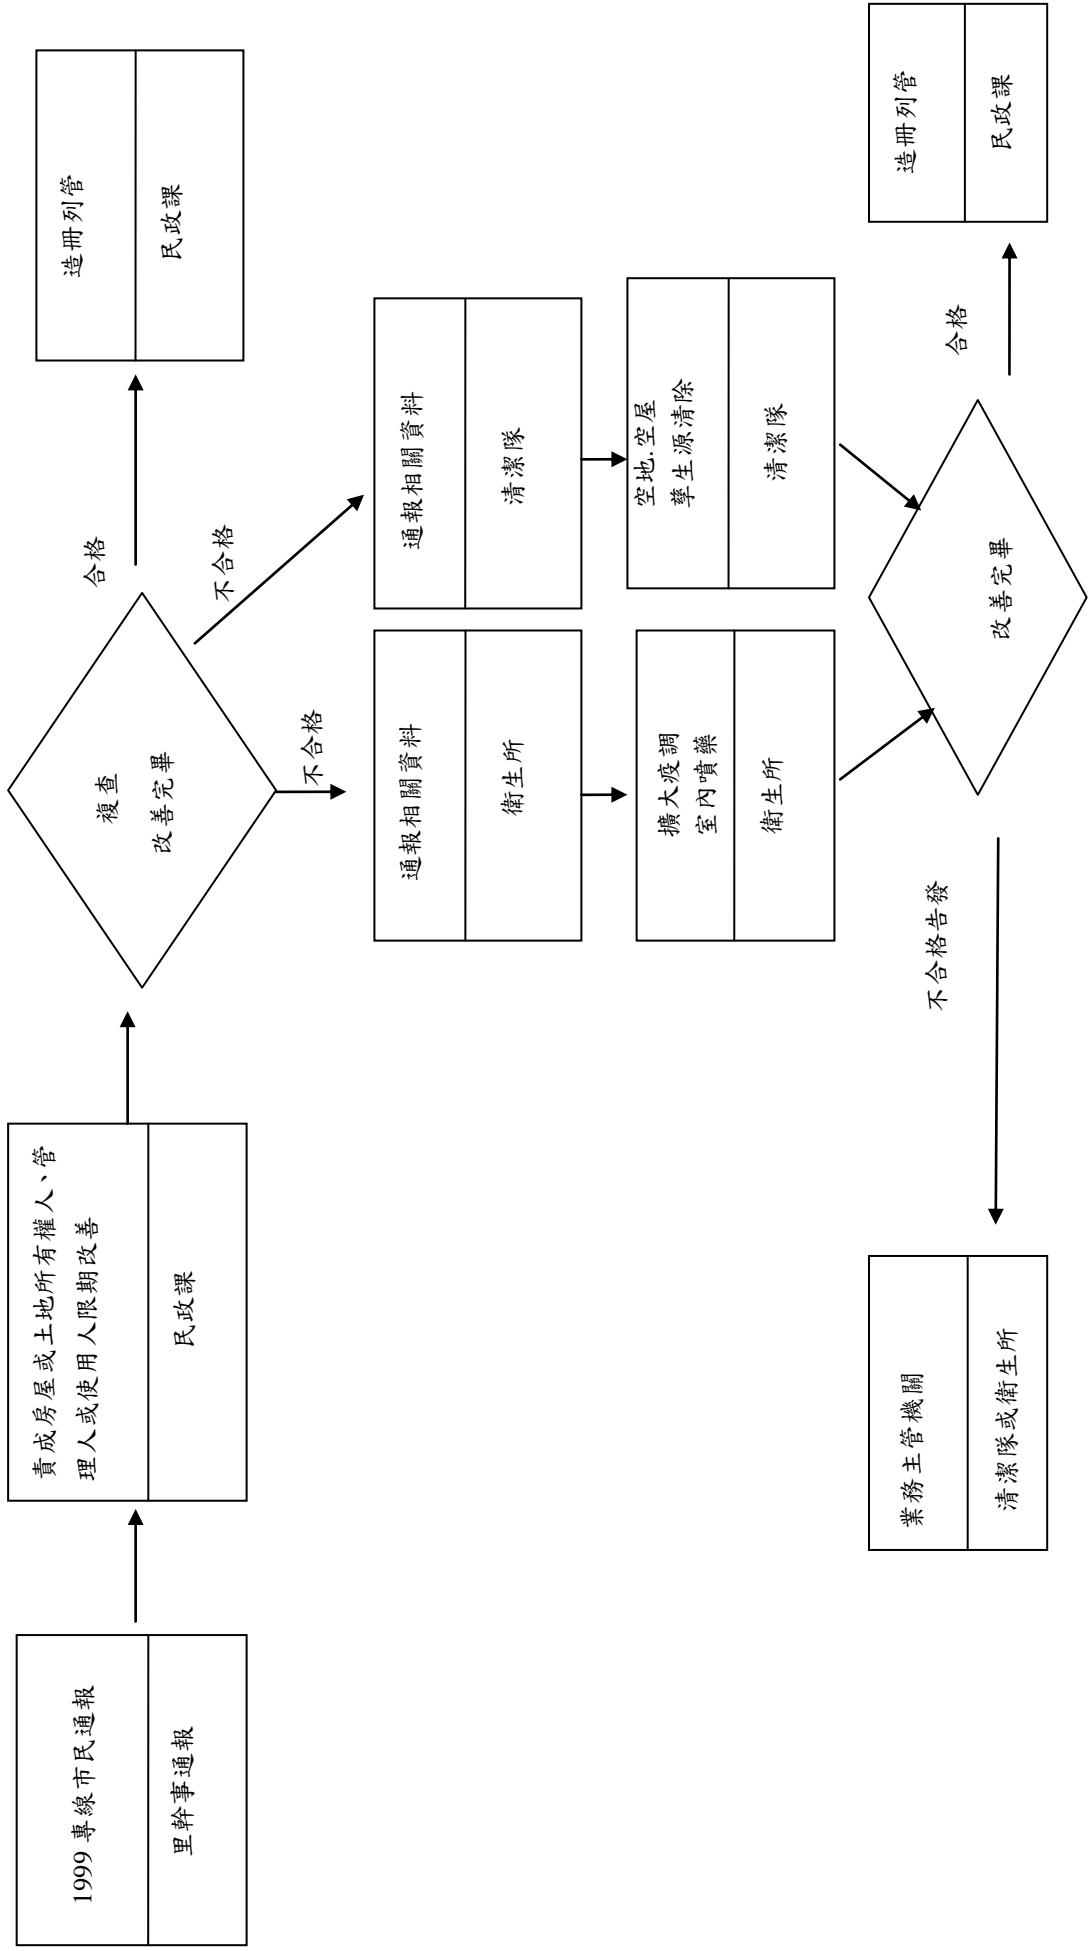 1999 專線市民通報
里幹事通報
責成房屋或土地所有權人、管
理人或使用人限期改善
民政課
複查
改善完畢
合格
造冊列管
民政課
不合格
不合格
通報相關資料
衛生所
通報相關資料
清潔隊
擴大疫調
室內噴藥
衛生所
空地.空屋
孳生源清除
清潔隊
改善完畢
合格
造冊列管
民政課
不合格告發
業務主管機關
清潔隊或衛生所